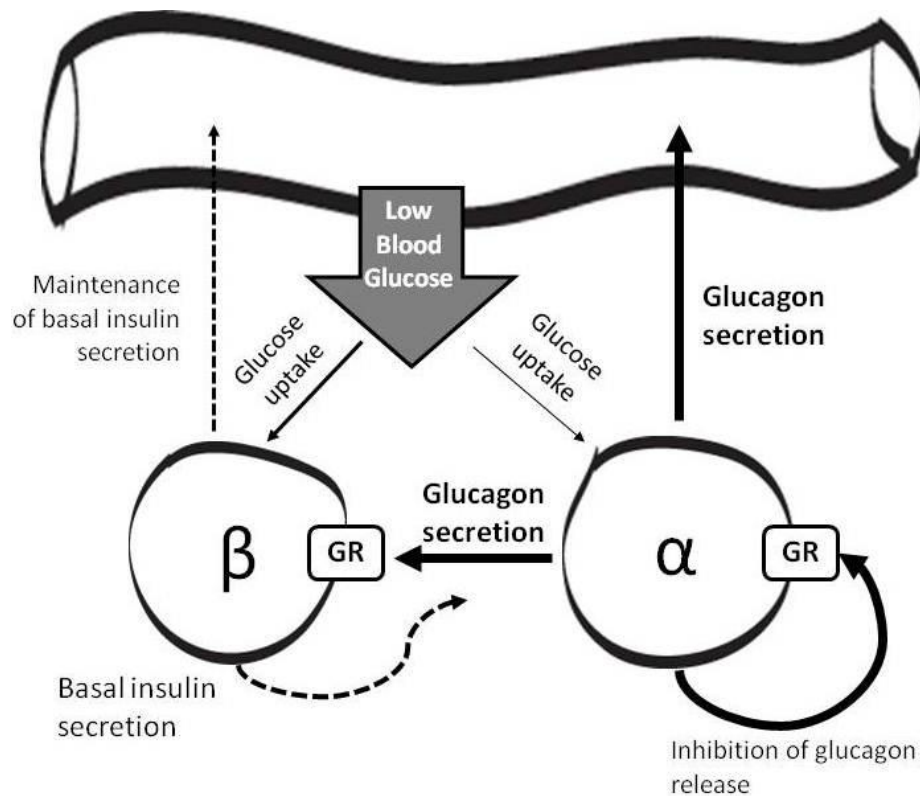 Low
Blood
Glucose
Maintenance
of basal insulin
secretion
Glucose
uptake
Glucose
uptake
Glucagon
secretion
Glucagon
secretion
β
GR
α
GR
Basal insulin
secretion
Inhibition of glucagon
release